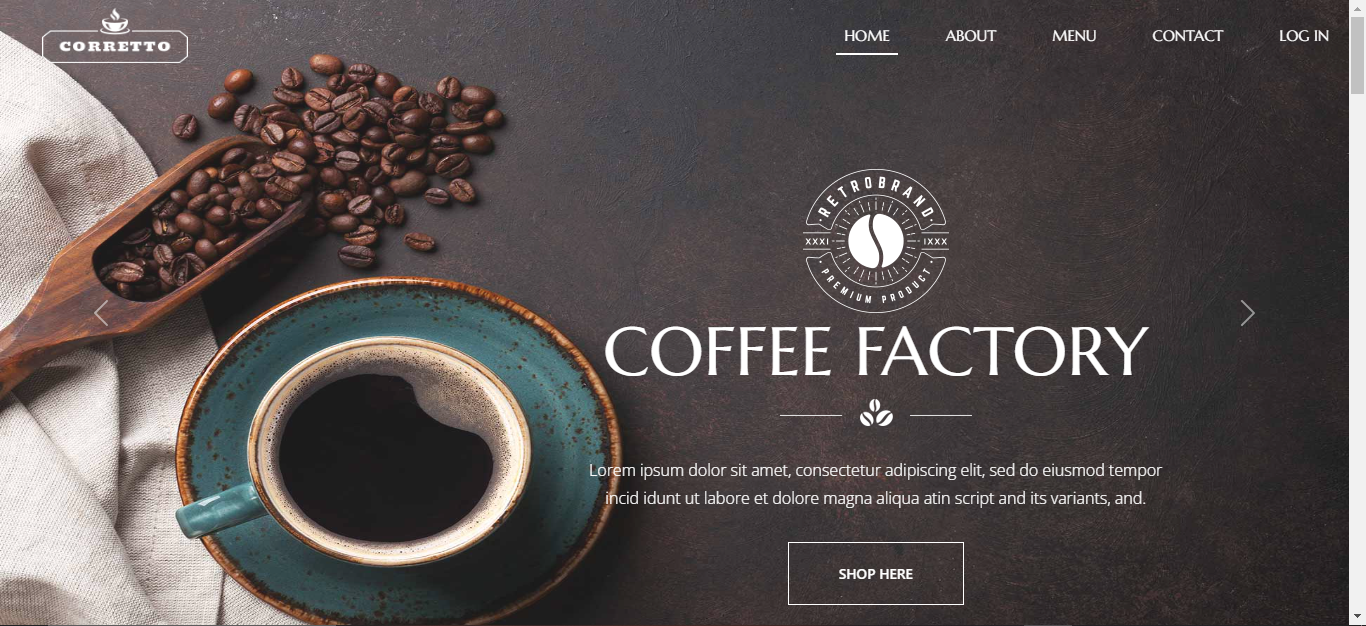 CORRETTO
HOME ABOUT MENU CONTACT LOG IN
RETROBRAND
XXXI IXXX
PREMIUM PRODUCT
COFFEE FACTORY
Lorem ipsum dolor sit amet, consectetur adipiscing elit, sed do eiusmod tempor
incid idunt ut labore et dolore magna aliqua atin script and its variants, and.
SHOP HERE